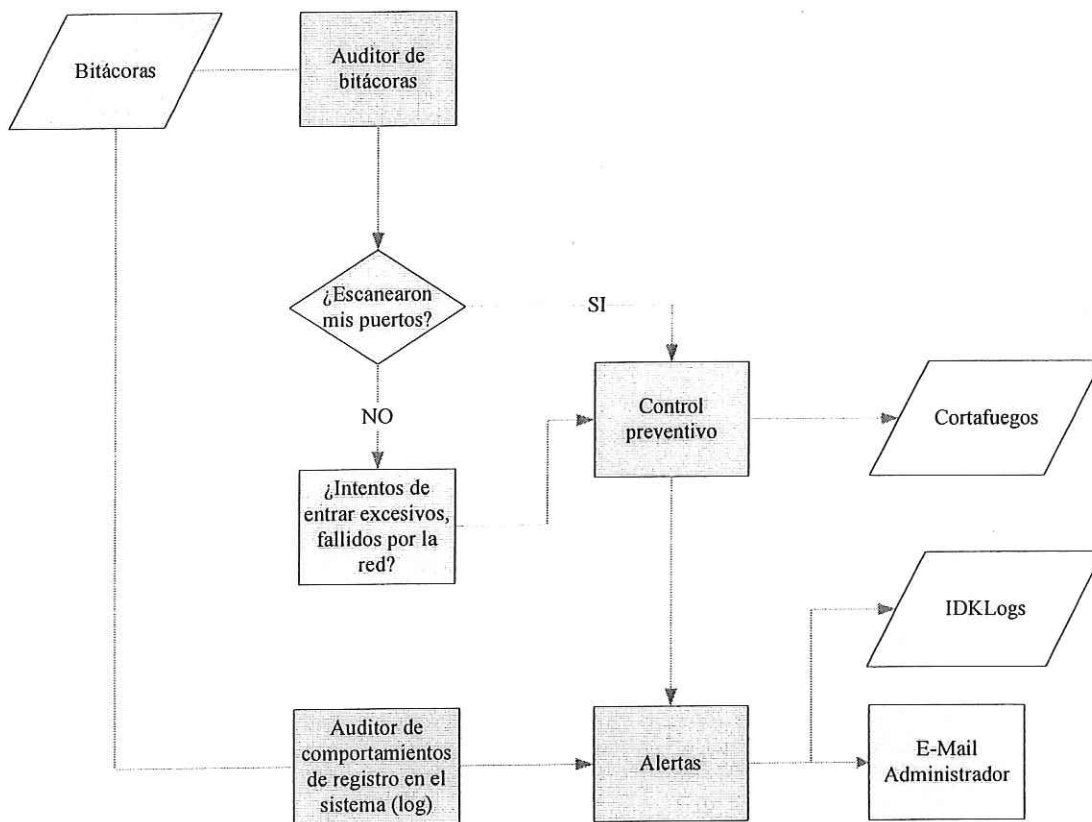 Bitácoras
Auditor de
bitácoras
¿Escanearon
mis puertos?
SI
NO
Control
preventivo
Cortafuegos
¿Intentos de
entrar excesivos,
fallidos por la
red?
IDKLogs
Auditor de
comportamientos
de registro en el
sistema (log)
Alertas
E-Mail
Administrador